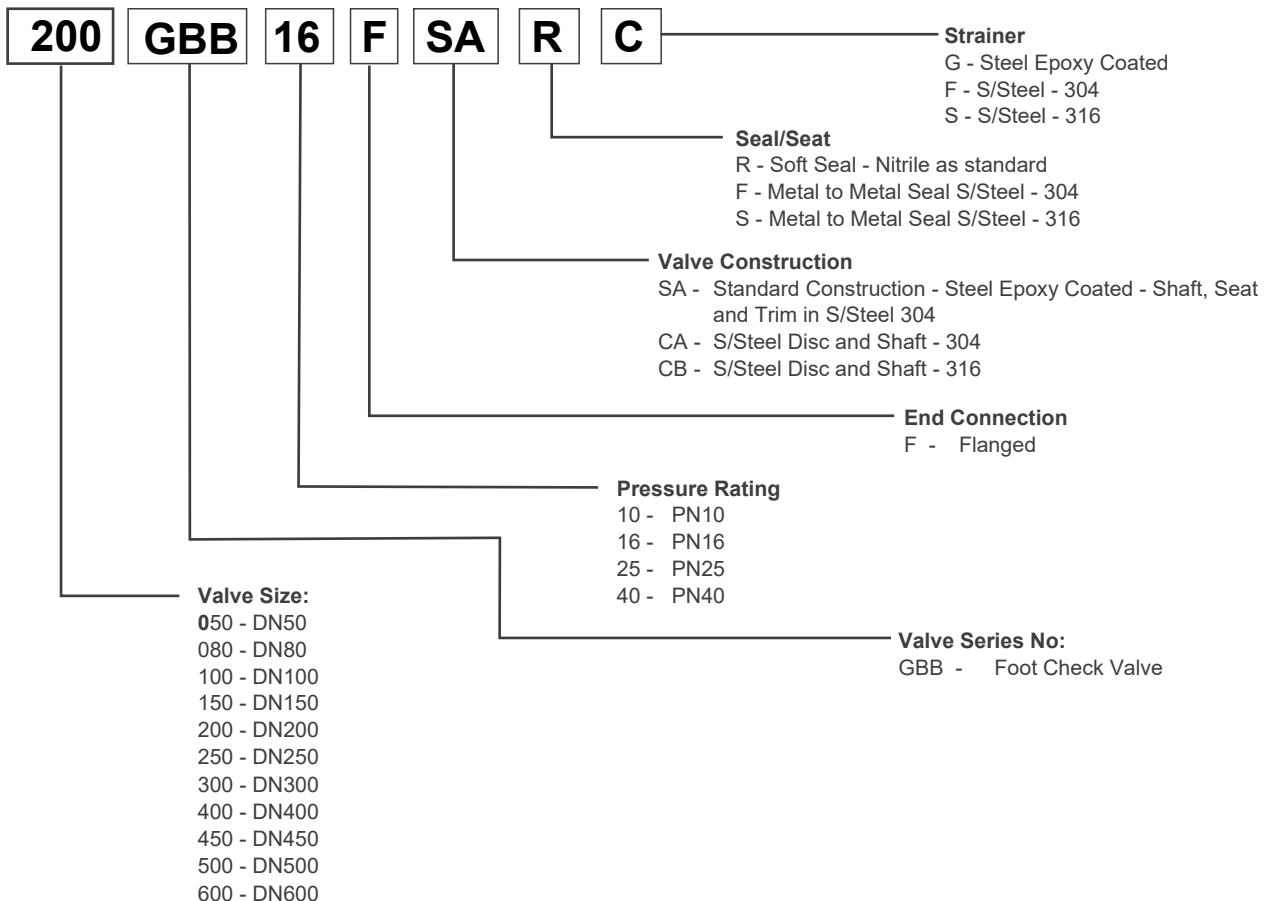 200 GBB 16 F SA R C
Strainer
G - Steel Epoxy Coated
F - S/Steel - 304
S - S/Steel - 316
Seal/Seat
R - Soft Seal - Nitrile as standard
F - Metal to Metal Seal S/Steel - 304
S - Metal to Metal Seal S/Steel - 316
Valve Construction
SA - Standard Construction - Steel Epoxy Coated - Shaft, Seat
and Trim in S/Steel 304
CA - S/Steel Disc and Shaft - 304
CB - S/Steel Disc and Shaft - 316
End Connection
F - Flanged
Pressure Rating
10 - PN10
16 - PN16
25 - PN25
40 - PN40
Valve Size:
050 - DN50
080 - DN80
100 - DN100
150 - DN150
200 - DN200
250 - DN250
300 - DN300
400 - DN400
450 - DN450
500 - DN500
600 - DN600
Valve Series No:
GBB - Foot Check Valve